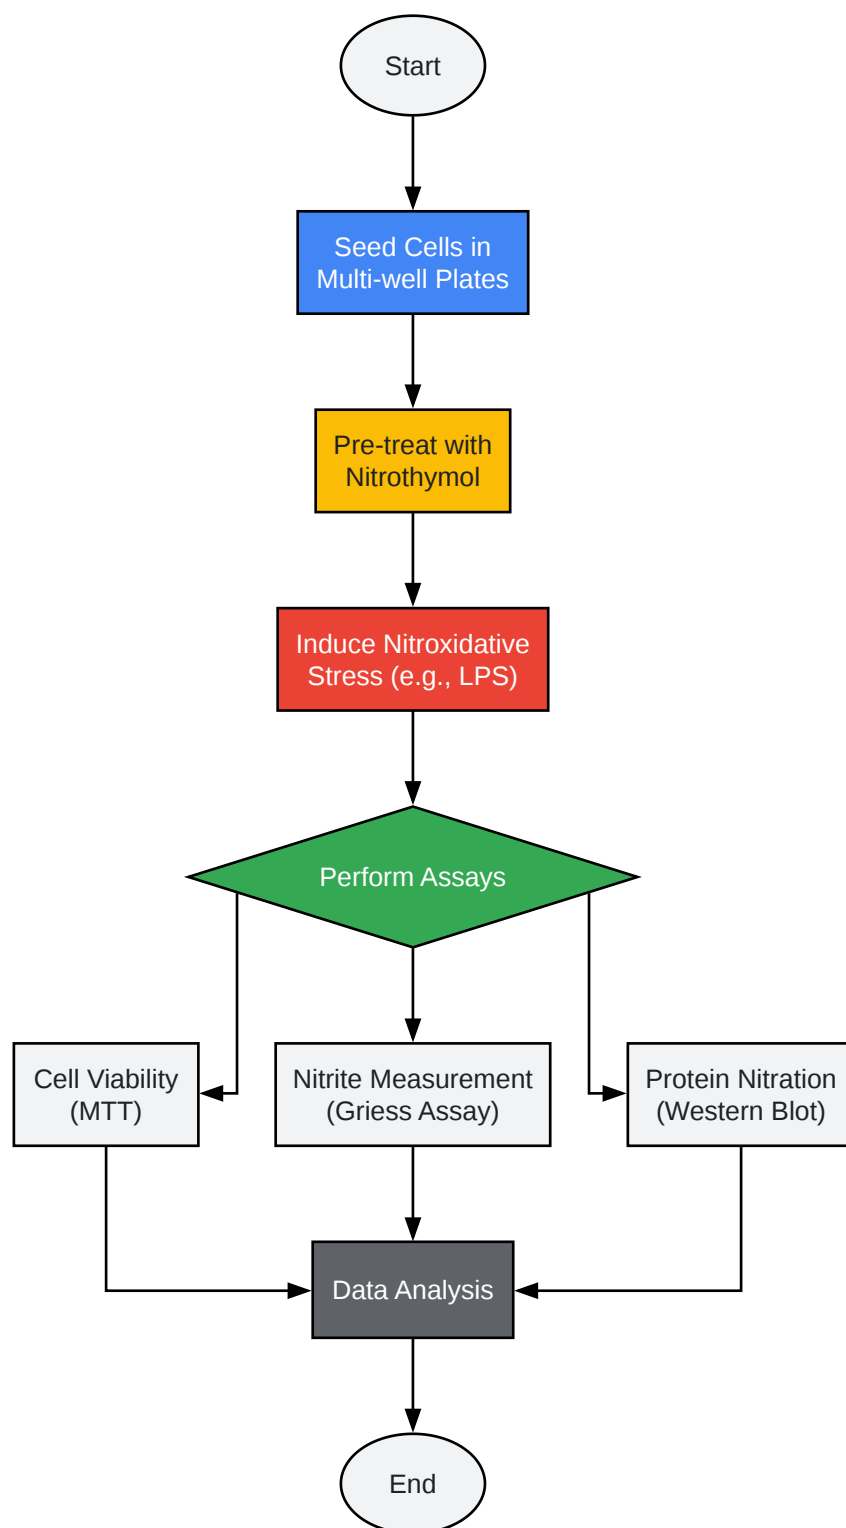 Start
Seed Cells in
Multi-well Plates
Pre-treat with
Nitrothymol
Induce Nitroxidative
Stress (e.g., LPS)
Perform Assays
Cell Viability
(MTT)
Nitrite Measurement
(Griess Assay)
Protein Nitration
(Western Blot)
Data Analysis
End